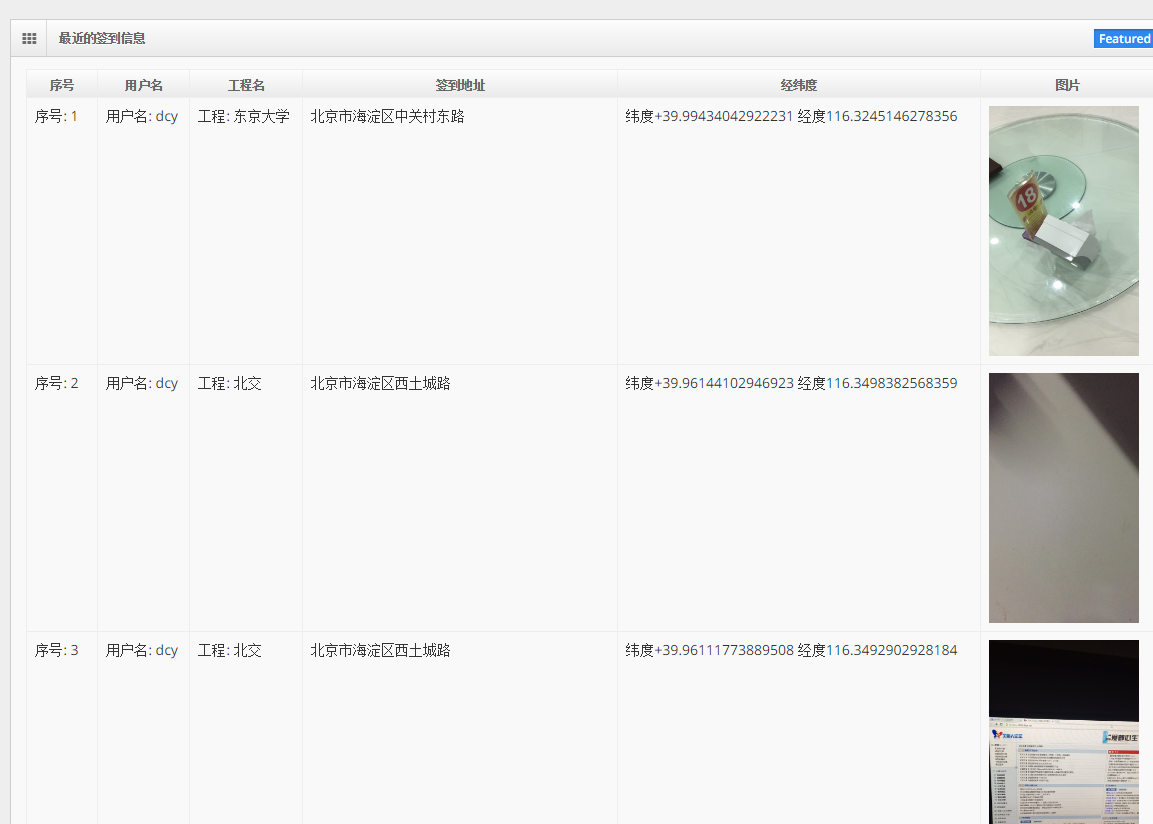 最近的签到信息
Featured
序号 用户名 工程名 签到地址 经纬度 图片
序号: 1 用户名: dcy 工程: 东京大学 北京市海淀区中关村东路 纬度+39.99434042922231 经度116.3245146278356
18
序号: 2 用户名: dcy 工程: 北交 北京市海淀区西土城路 纬度+39.96144102946923 经度116.3498382568359
序号: 3 用户名: dcy 工程: 北交 北京市海淀区西土城路 纬度+39.96111773889508 经度116.3492902928184